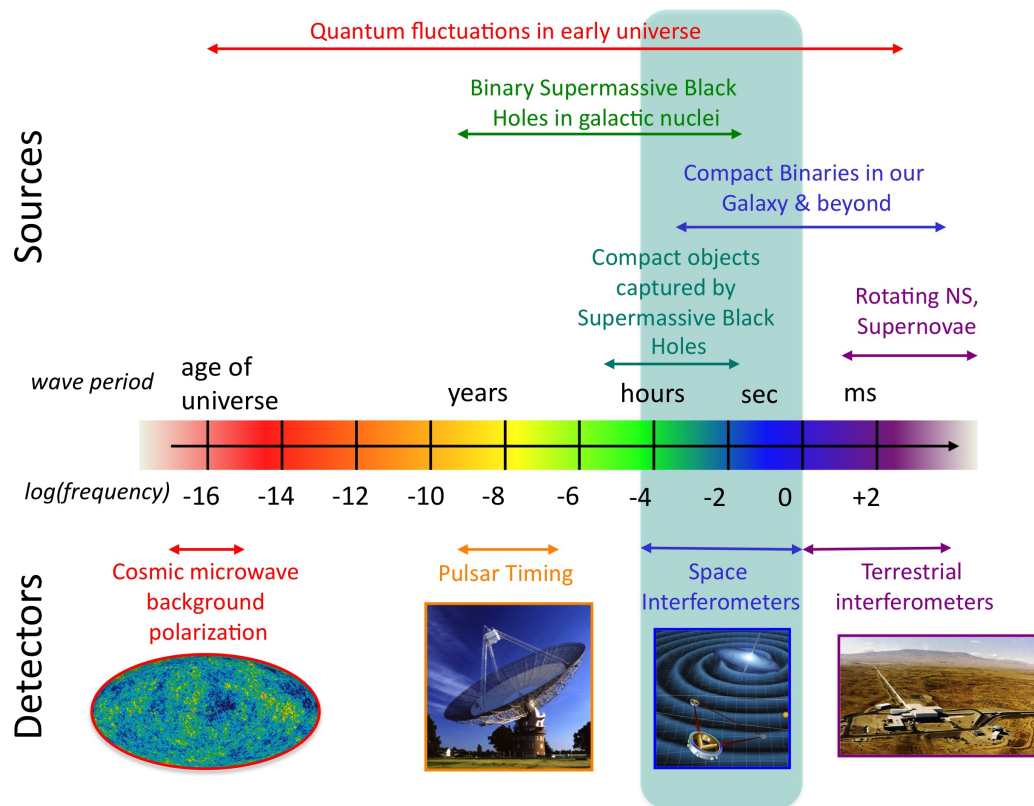 Quantum fluctuations in early universe
Binary Supermassive Black
Holes in galactic nuclei
Sources
Compact Binaries in our
Galaxy & beyond
Compact objects
captured by
Supermassive Black
Holes
Rotating NS,
Supernovae
wave period
age of
universe
years
hours
sec
ms
log(frequency)
-16
-14
-12
-10
-8
-6
-4
-2
0
+2
Detectors
Cosmic microwave
background
polarization
Pulsar Timing
Space
Interferometers
Terrestrial
interferometers